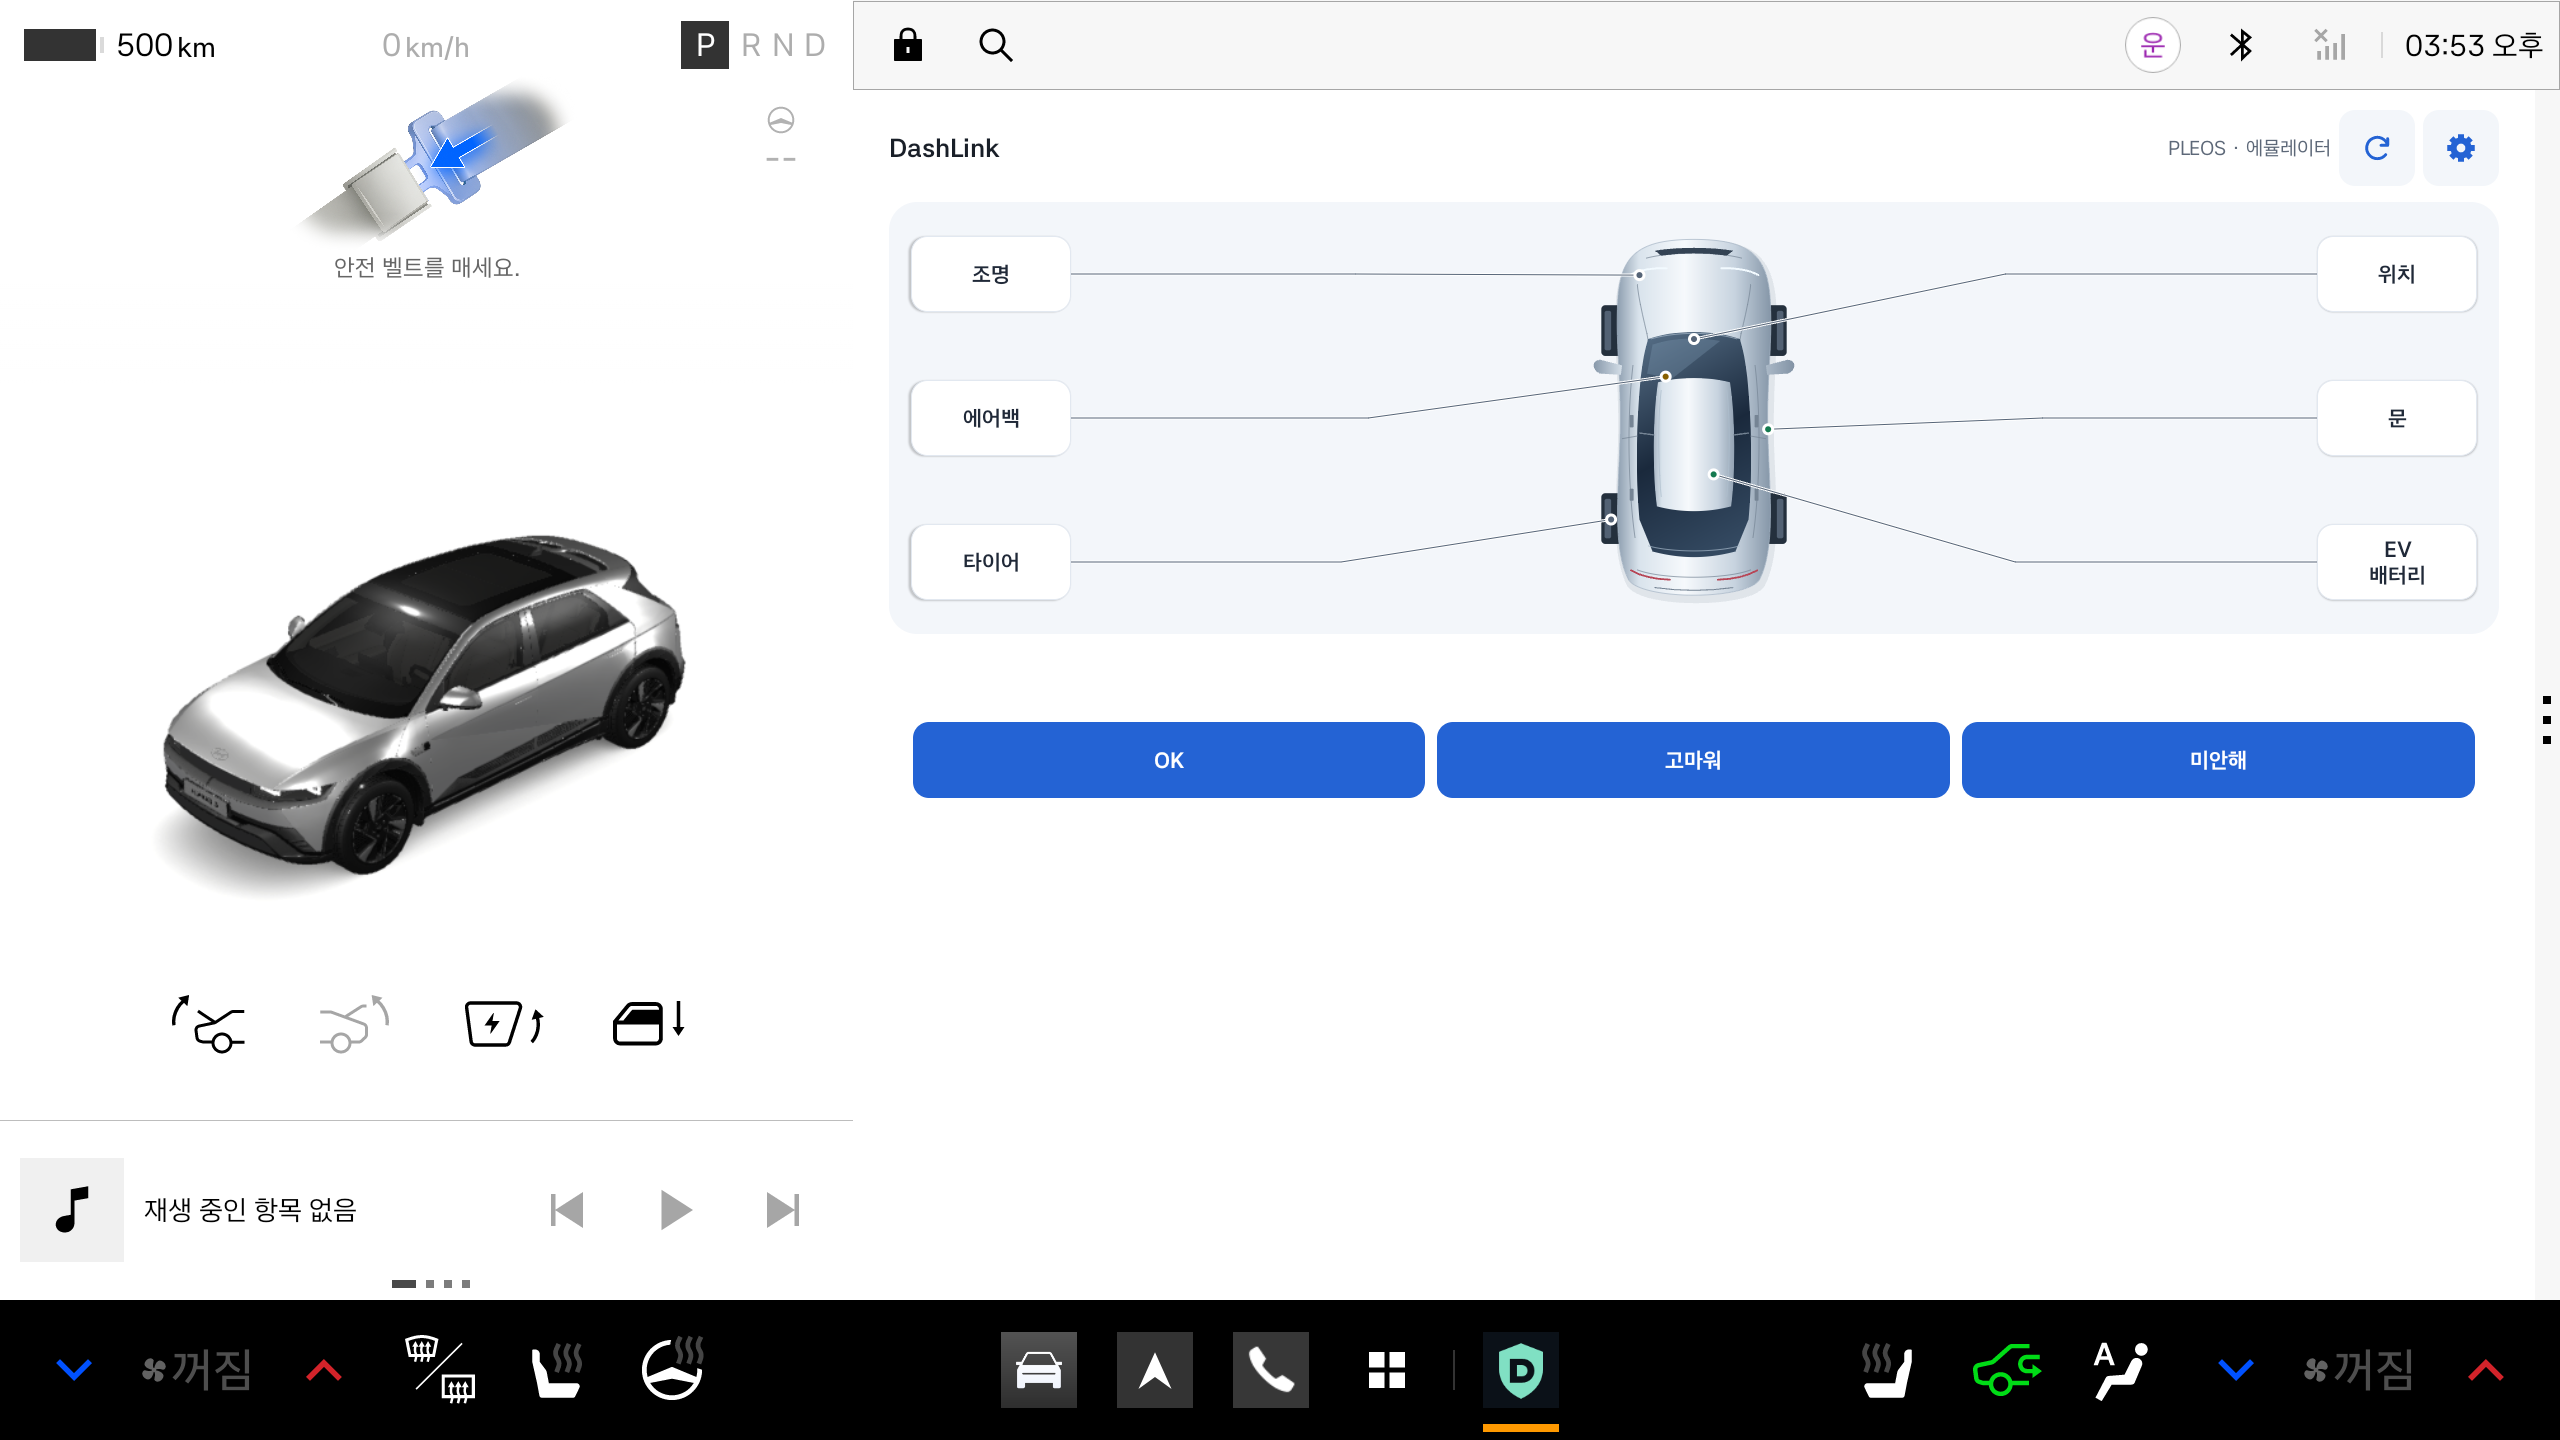 500 km
0 km/h
P R N D
운
03:53 오후
안전 벨트를 매세요.
DashLink
PLEOS · 에뮬레이터
조명
위치
에어백
문
타이어
EV
배터리
OK
고마워
미안해
재생 중인 항목 없음
꺼짐
D
A
꺼짐